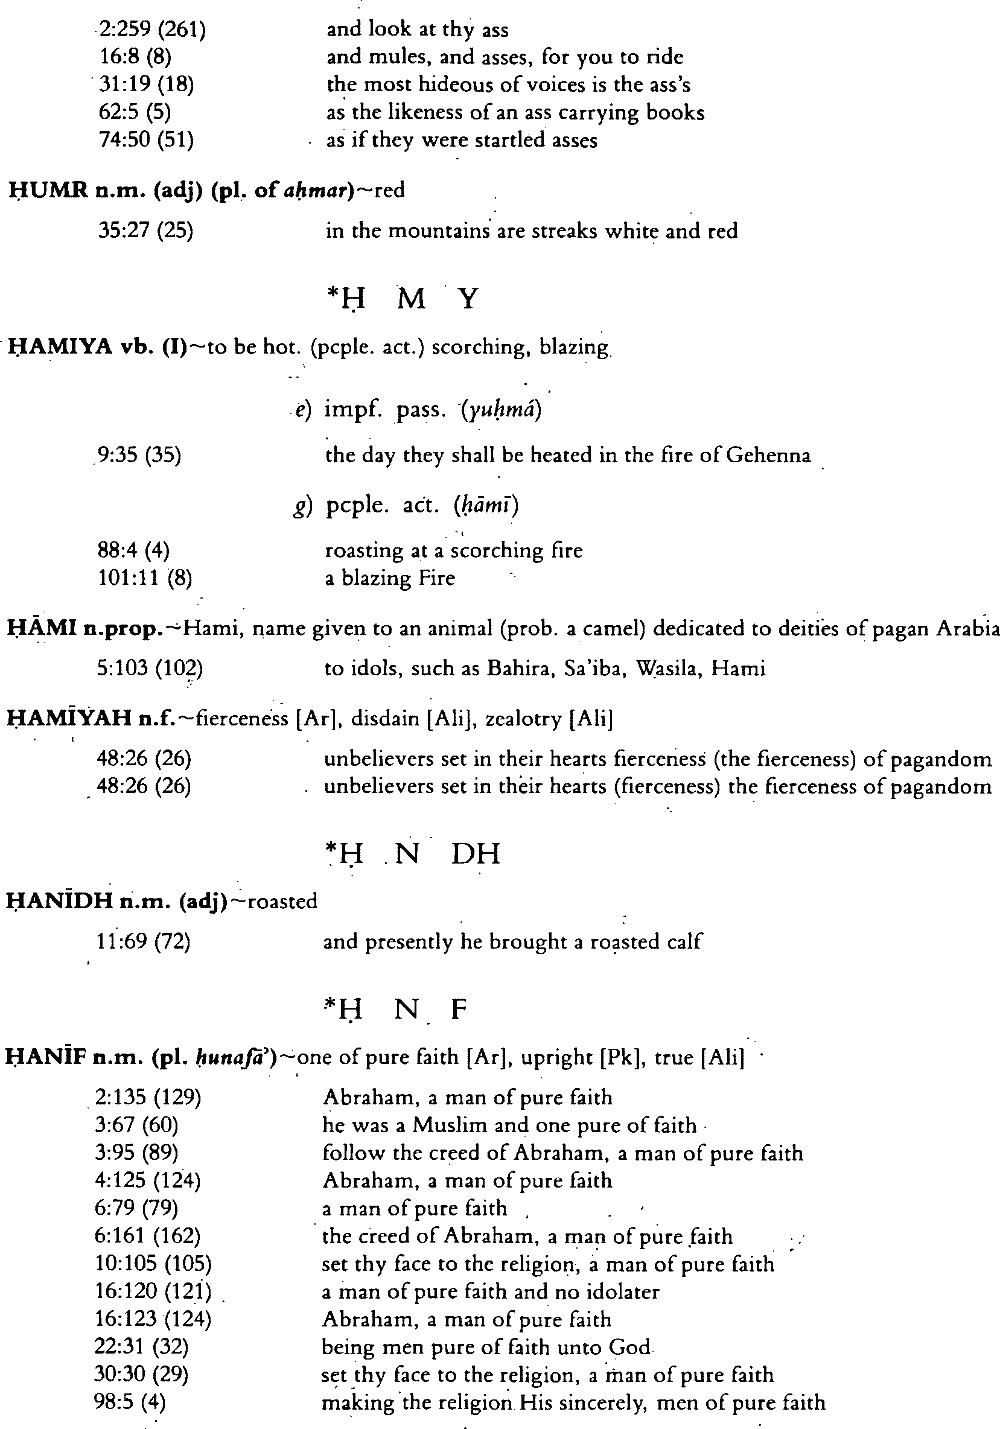 2:259 (261) and look at thy ass
16:8 (8) and mules, and asses, for you to ride
31:19 (18) the most hideous of voices is the ass's
62:5 (5) as the likeness of an ass carrying books
74:50 (51) as if they were startled asses
ḤUMR n.m. (adj) (pl. of aḥmar)~red
35:27 (25) in the mountains are streaks white and red
*Ḥ M Y
ḤAMIYA vb. (I)~to be hot. (pcple. act.) scorching, blazing
e) impf. pass. (yuḥmá)
9:35 (35) the day they shall be heated in the fire of Gehenna
g) pcple. act. (ḥāmī)
88:4 (4) roasting at a scorching fire
101:11 (8) a blazing Fire
ḤĀMI n.prop.~Hami, name given to an animal (prob. a camel) dedicated to deities of pagan Arabia
5:103 (102) to idols, such as Bahira, Sa'iba, Wasila, Hami
ḤAMĪYAH n.f.~fierceness [Ar], disdain [Ali], zealotry [Ali]
48:26 (26) unbelievers set in their hearts fierceness (the fierceness) of pagandom
48:26 (26) unbelievers set in their hearts (fierceness) the fierceness of pagandom
*Ḥ N DH
ḤANĪDH n.m. (adj)~roasted
11:69 (72) and presently he brought a roasted calf
*Ḥ N F
ḤANĪF n.m. (pl. ḥunafā')~one of pure faith [Ar], upright [Pk], true [Ali]
2:135 (129) Abraham, a man of pure faith
3:67 (60) he was a Muslim and one pure of faith
3:95 (89) follow the creed of Abraham, a man of pure faith
4:125 (124) Abraham, a man of pure faith
6:79 (79) a man of pure faith
6:161 (162) the creed of Abraham, a man of pure faith
10:105 (105) set thy face to the religion, a man of pure faith
16:120 (121) a man of pure faith and no idolater
16:123 (124) Abraham, a man of pure faith
22:31 (32) being men pure of faith unto God
30:30 (29) set thy face to the religion, a man of pure faith
98:5 (4) making the religion His sincerely, men of pure faith